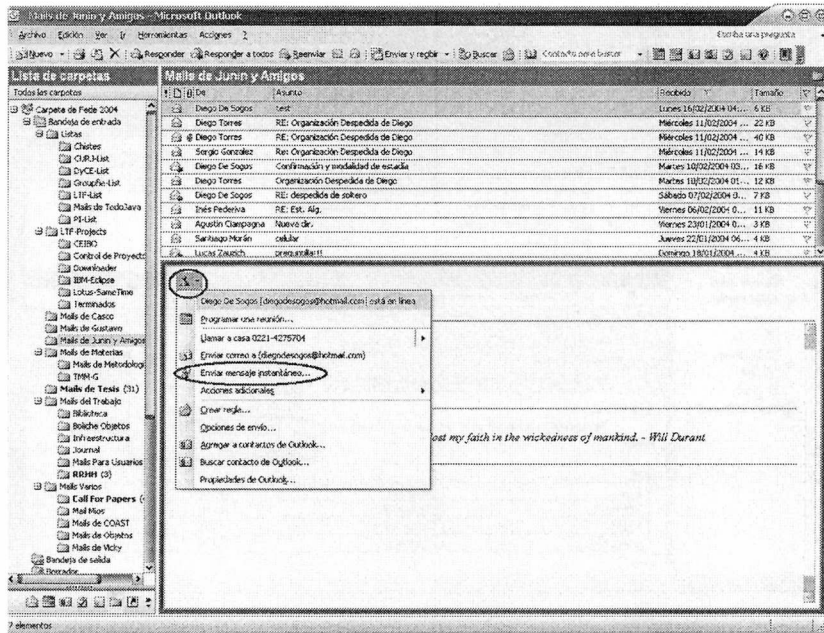 Mails de Junin y Amigos - Microsoft Outlook
Archivo Edición Ver Ir Herramientas Acciones ?
Escriba una pregunta
Nuevo Responder Responder a todos Reenviar Enviar y recibir Buscar
Lista de carpetas
Mails de Junin y Amigos
Todas las carpetas
De Asunto Recibido Tamaño
Carpeta de Fede 2004
Bandeja de entrada
Listas
Chistes
CURJ-List
DyCE-List
Groupfie-List
LTF-List
Mails de TodoJava
PI-List
LTF-Projects
CEIBO
Control de Proyect
Downloader
IBM-Eclipse
Lotus-SameTime
Terminados
Mails de Casco
Mails de Gustavo
Mails de Junin y Amigos
Mails de Materias
Mails de Metodologi
TMM-G
Mails de Tesis (31)
Mails del Trabajo
Biblioteca
Boliche Objetos
Infraestructura
Journal
Mails Para Usuarios
RRHH (3)
Mails Varios
Call For Papers (
Mail Mios
Mails de COAST
Mails de Objetos
Mails de Vicky
Bandeja de salida
Borrador
Diego De Sogos test Lunes 16/02/2004 04:... 6 KB
Diego Torres RE: Organización Despedida de Diego Miércoles 11/02/2004 ... 22 KB
Diego Torres RE: Organización Despedida de Diego Miércoles 11/02/2004 ... 40 KB
Sergio Gonzalez Re: Organización Despedida de Diego Miércoles 11/02/2004 ... 14 KB
Diego De Sogos Confirmación y modalidad de estadía Martes 10/02/2004 03... 16 KB
Diego Torres Organización Despedida de Diego Martes 10/02/2004 01... 12 KB
Diego De Sogos RE: despedida de soltero Sábado 07/02/2004 0... 7 KB
Inés Pederiva RE: Est. Alg. Viernes 06/02/2004 0... 11 KB
Agustin Ciampagna Nueva dir. Viernes 23/01/2004 0... 3 KB
Santiago Morán celular Jueves 22/01/2004 06... 4 KB
Lucas Zauzich preguntilla!!! Domingo 18/01/2004 ... 4 KB
Diego De Sogos [diegodesogos@hotmail.com] está en línea
Programar una reunión...
Llamar a casa 0221-4275704
Enviar correo a (diegodesogos@hotmail.com)
Enviar mensaje instantáneo...
Acciones adicionales
Crear regla...
Opciones de envío...
Agregar a contactos de Outlook...
Buscar contacto de Outlook...
Propiedades de Outlook...
lost my faith in the wickedness of mankind. - Will Durant
7 elementos